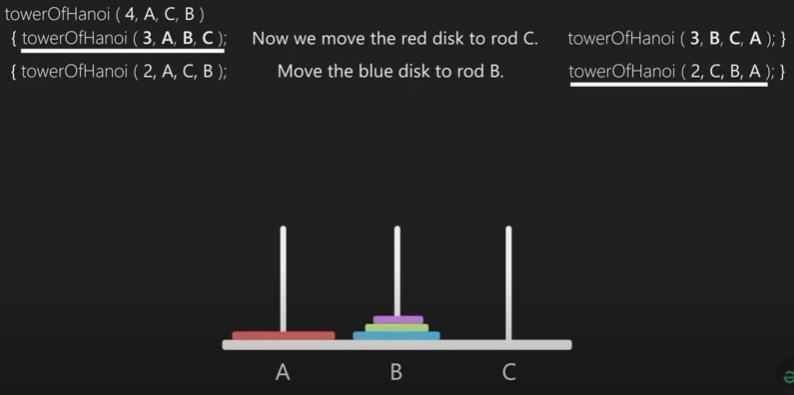 towerOfHanoi ( 4, A, C, B )
{ towerOfHanoi ( 3, A, B, C ); Now we move the red disk to rod C. towerOfHanoi ( 3, B, C, A ); }
{ towerOfHanoi ( 2, A, C, B ); Move the blue disk to rod B. towerOfHanoi ( 2, C, B, A ); }
A B C